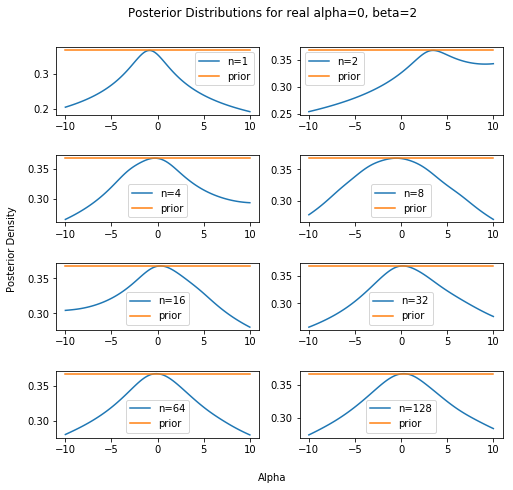 Posterior Distributions for real alpha=0, beta=2
n=1
prior
0.3
0.2
−10 −5 0 5 10
n=2
prior
0.35
0.30
0.25
−10 −5 0 5 10
n=4
prior
0.35
0.30
−10 −5 0 5 10
n=8
prior
0.35
0.30
−10 −5 0 5 10
n=16
prior
0.35
0.30
−10 −5 0 5 10
n=32
prior
0.35
0.30
−10 −5 0 5 10
n=64
prior
0.35
0.30
−10 −5 0 5 10
n=128
prior
0.35
0.30
−10 −5 0 5 10
Posterior Density
Alpha